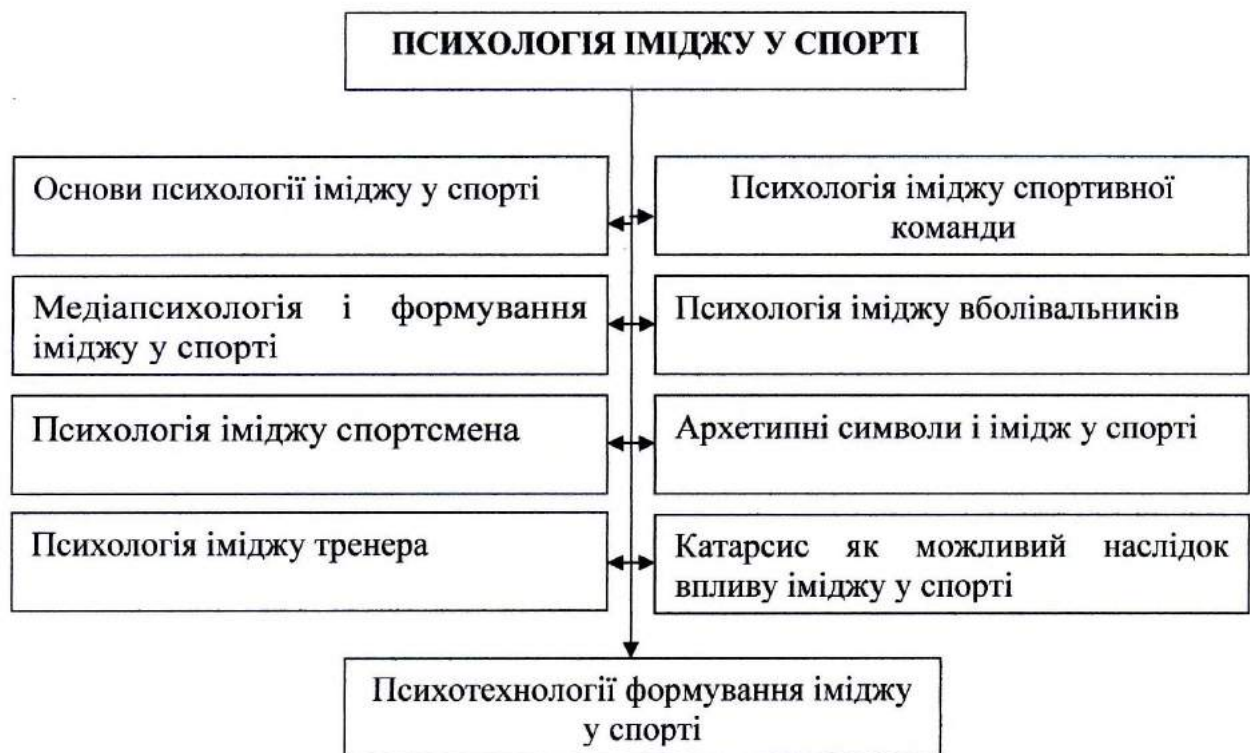 ПСИХОЛОГІЯ ІМІДЖУ У СПОРТІ
Основи психології іміджу у спорті
Психологія іміджу спортивної
команди
Медіапсихологія і формування
іміджу у спорті
Психологія іміджу вболівальників
Психологія іміджу спортсмена
Архетипні символи і імідж у спорті
Психологія іміджу тренера
Катарсис як можливий наслідок
впливу іміджу у спорті
Психотехнології формування іміджу
у спорті